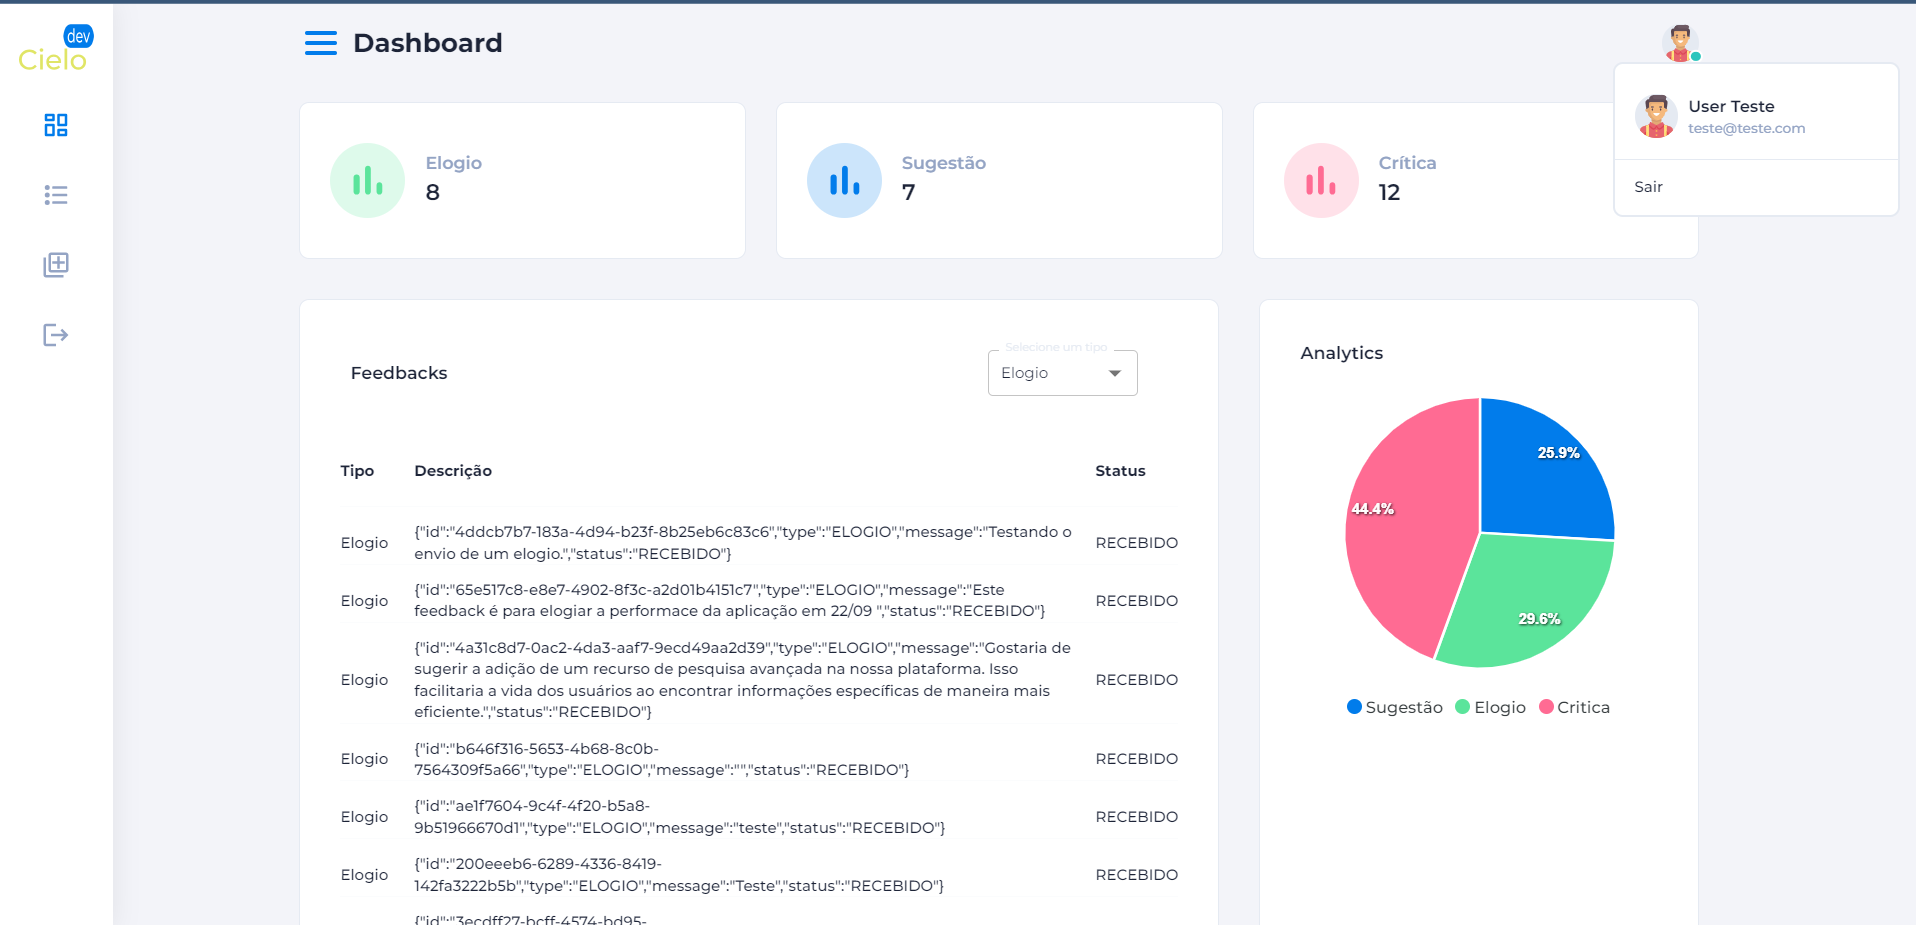 dev
Cielo
Dashboard
User Teste
teste@teste.com
Sair
Elogio
8
Sugestão
7
Crítica
12
Feedbacks
Selecione um tipo
Elogio
Tipo Descrição Status
Elogio
{"id":"4ddcb7b7-183a-4d94-b23f-8b25eb6c83c6","type":"ELOGIO","message":"Testando o
envio de um elogio.","status":"RECEBIDO"}
RECEBIDO
Elogio
{"id":"65e517c8-e8e7-4902-8f3c-a2d01b4151c7","type":"ELOGIO","message":"Este
feedback é para elogiar a performace da aplicação em 22/09 ","status":"RECEBIDO"}
RECEBIDO
Elogio
{"id":"4a31c8d7-0ac2-4da3-aaf7-9ecd49aa2d39","type":"ELOGIO","message":"Gostaria de
sugerir a adição de um recurso de pesquisa avançada na nossa plataforma. Isso
facilitaria a vida dos usuários ao encontrar informações específicas de maneira mais
eficiente.","status":"RECEBIDO"}
RECEBIDO
Elogio
{"id":"b646f316-5653-4b68-8c0b-
7564309f5a66","type":"ELOGIO","message":"","status":"RECEBIDO"}
RECEBIDO
Elogio
{"id":"ae1f7604-9c4f-4f20-b5a8-
9b51966670d1","type":"ELOGIO","message":"teste","status":"RECEBIDO"}
RECEBIDO
Elogio
{"id":"200eeeb6-6289-4336-8419-
142fa3222b5b","type":"ELOGIO","message":"Teste","status":"RECEBIDO"}
RECEBIDO
{"id":"3ecdff27-bcff-4574-bd95-
Analytics
25.9%
44.4%
29.6%
Sugestão Elogio Critica